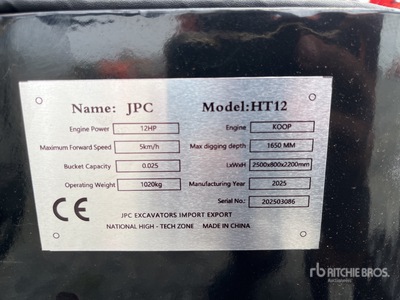 Name: JPC Model:HT12
Engine Power 12HP Engine KOOP
Maximum Forward Speed 5km/h Max digging depth 1650 MM
Bucket Capacity 0.025 LxWxH 2500x800x2200mm
Operating Weight 1020kg Manufacturing Year 2025
Serial No.: 202503086
CE
JPC EXCAVATORS IMPORT EXPORT
NATIONAL HIGH - TECH ZONE MADE IN CHINA
rb RITCHIE BROS.
Auctioneers